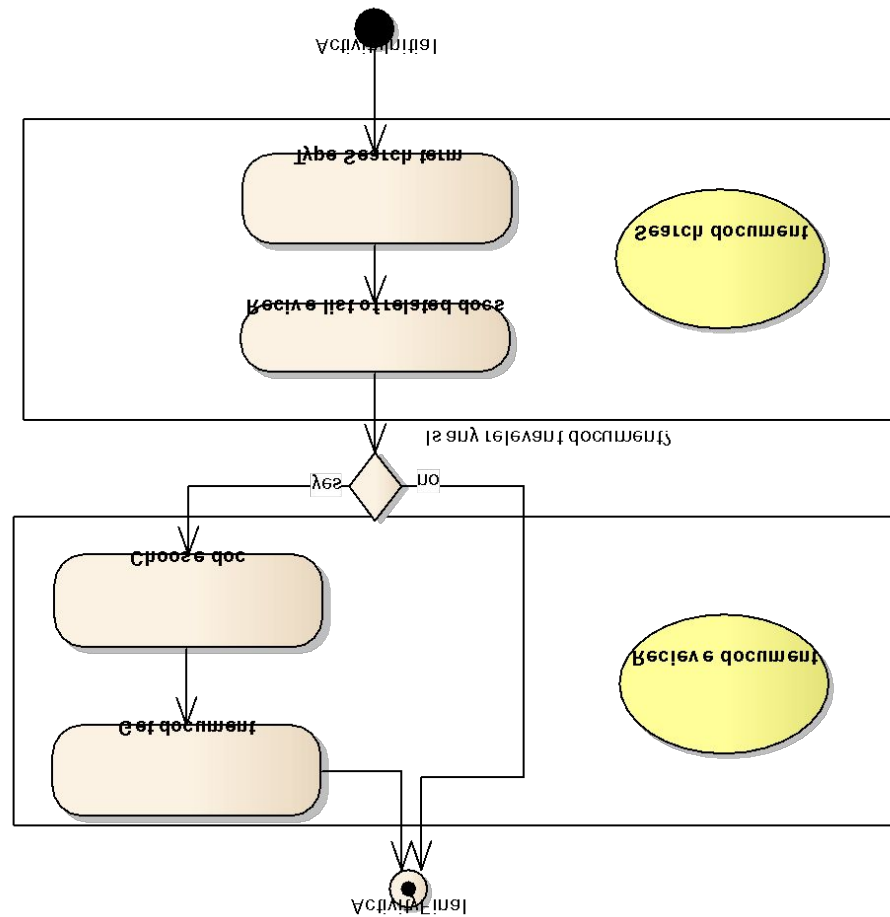 ActivityInitial
Type Search term
Search document
Recive list of related docs
Is any relevant document?
yes
no
Choose doc
Recieve document
Get document
ActivityFinal